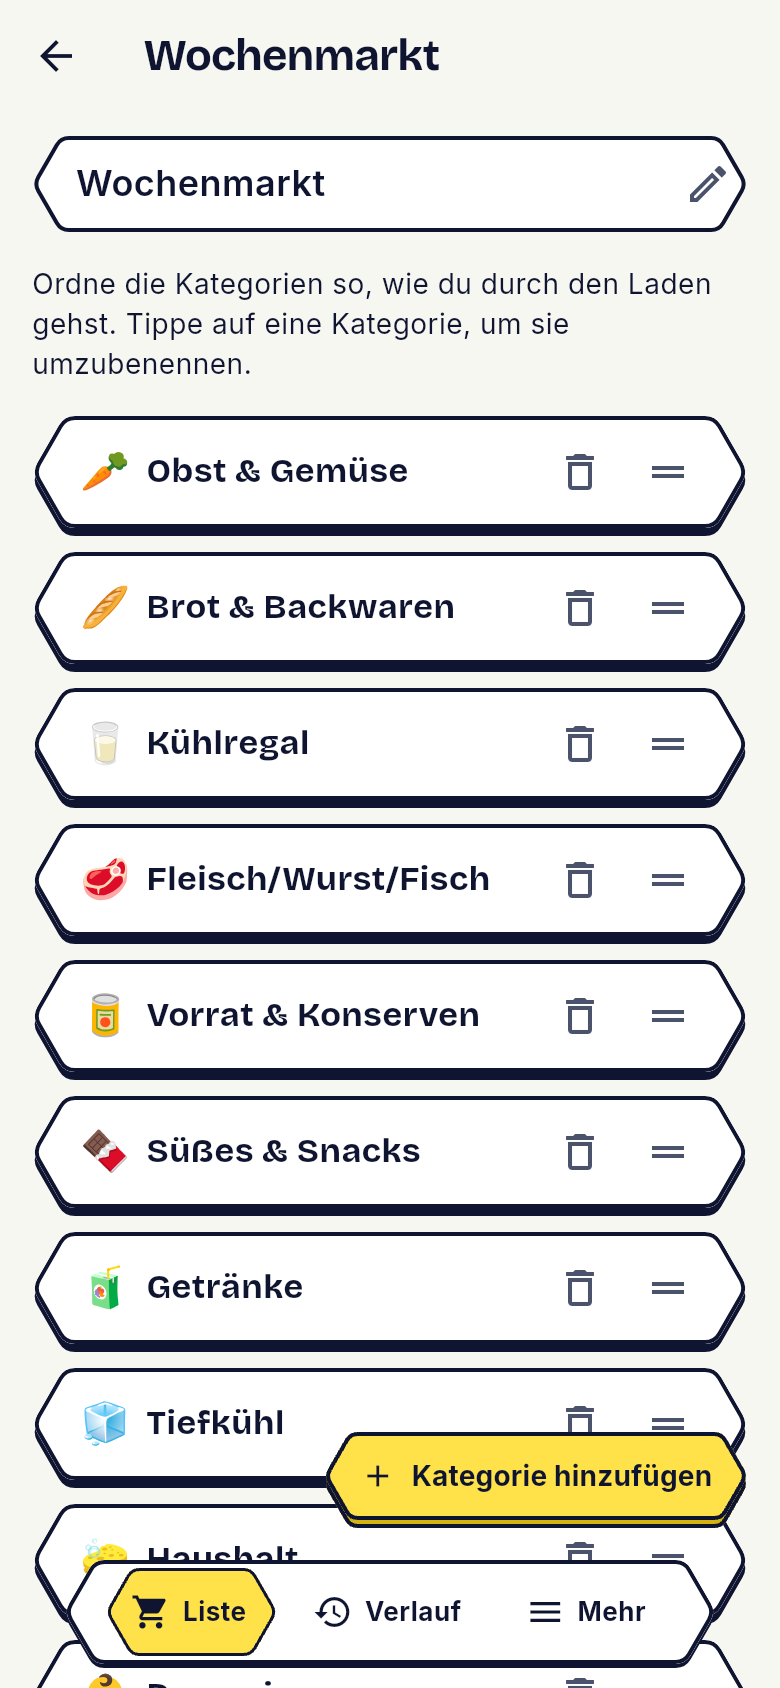 Wochenmarkt
Wochenmarkt
Ordne die Kategorien so, wie du durch den Laden
gehst. Tippe auf eine Kategorie, um sie
umzubenennen.
Obst & Gemüse
Brot & Backwaren
Kühlregal
Fleisch/Wurst/Fisch
Vorrat & Konserven
Süßes & Snacks
Getränke
Tiefkühl
Kategorie hinzufügen
Haushalt
Liste
Verlauf
Mehr